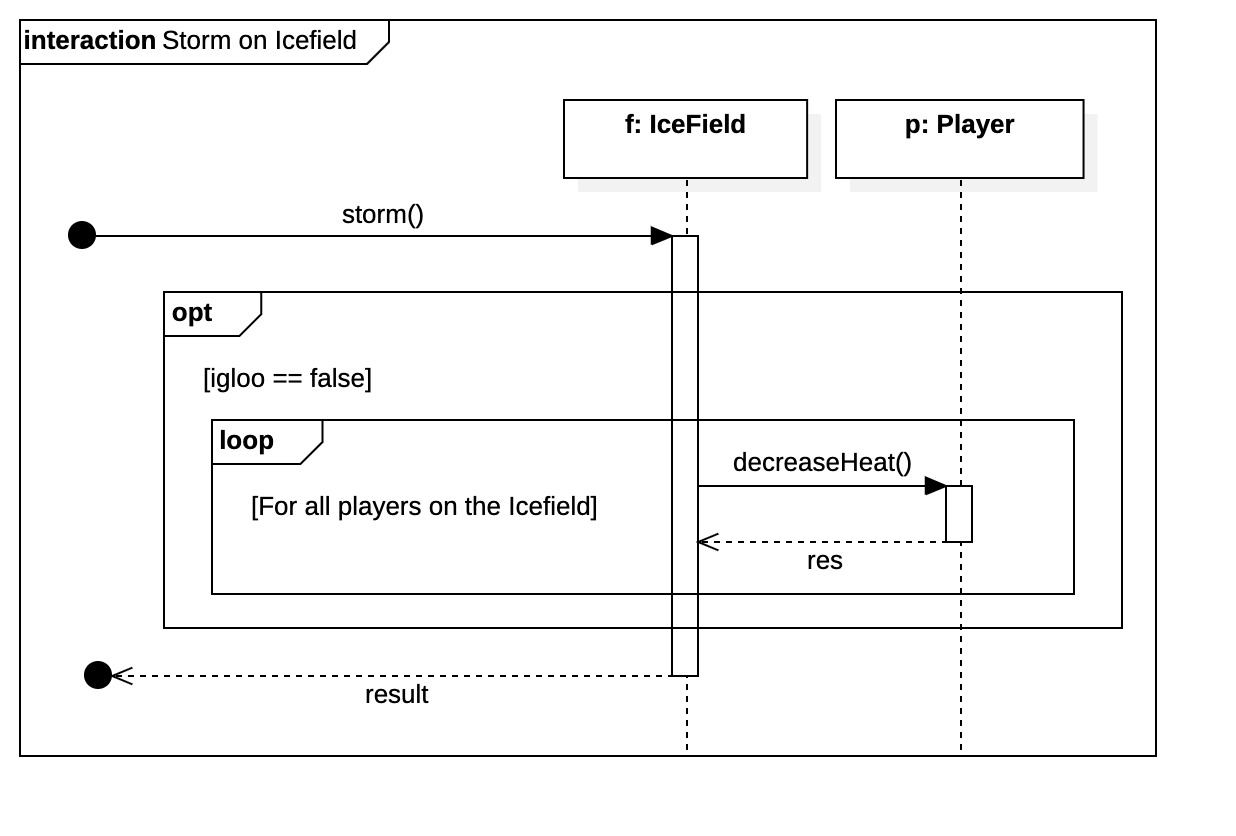 interaction Storm on Icefield
f: IceField
p: Player
storm()
opt
[igloo == false]
loop
decreaseHeat()
[For all players on the Icefield]
res
result